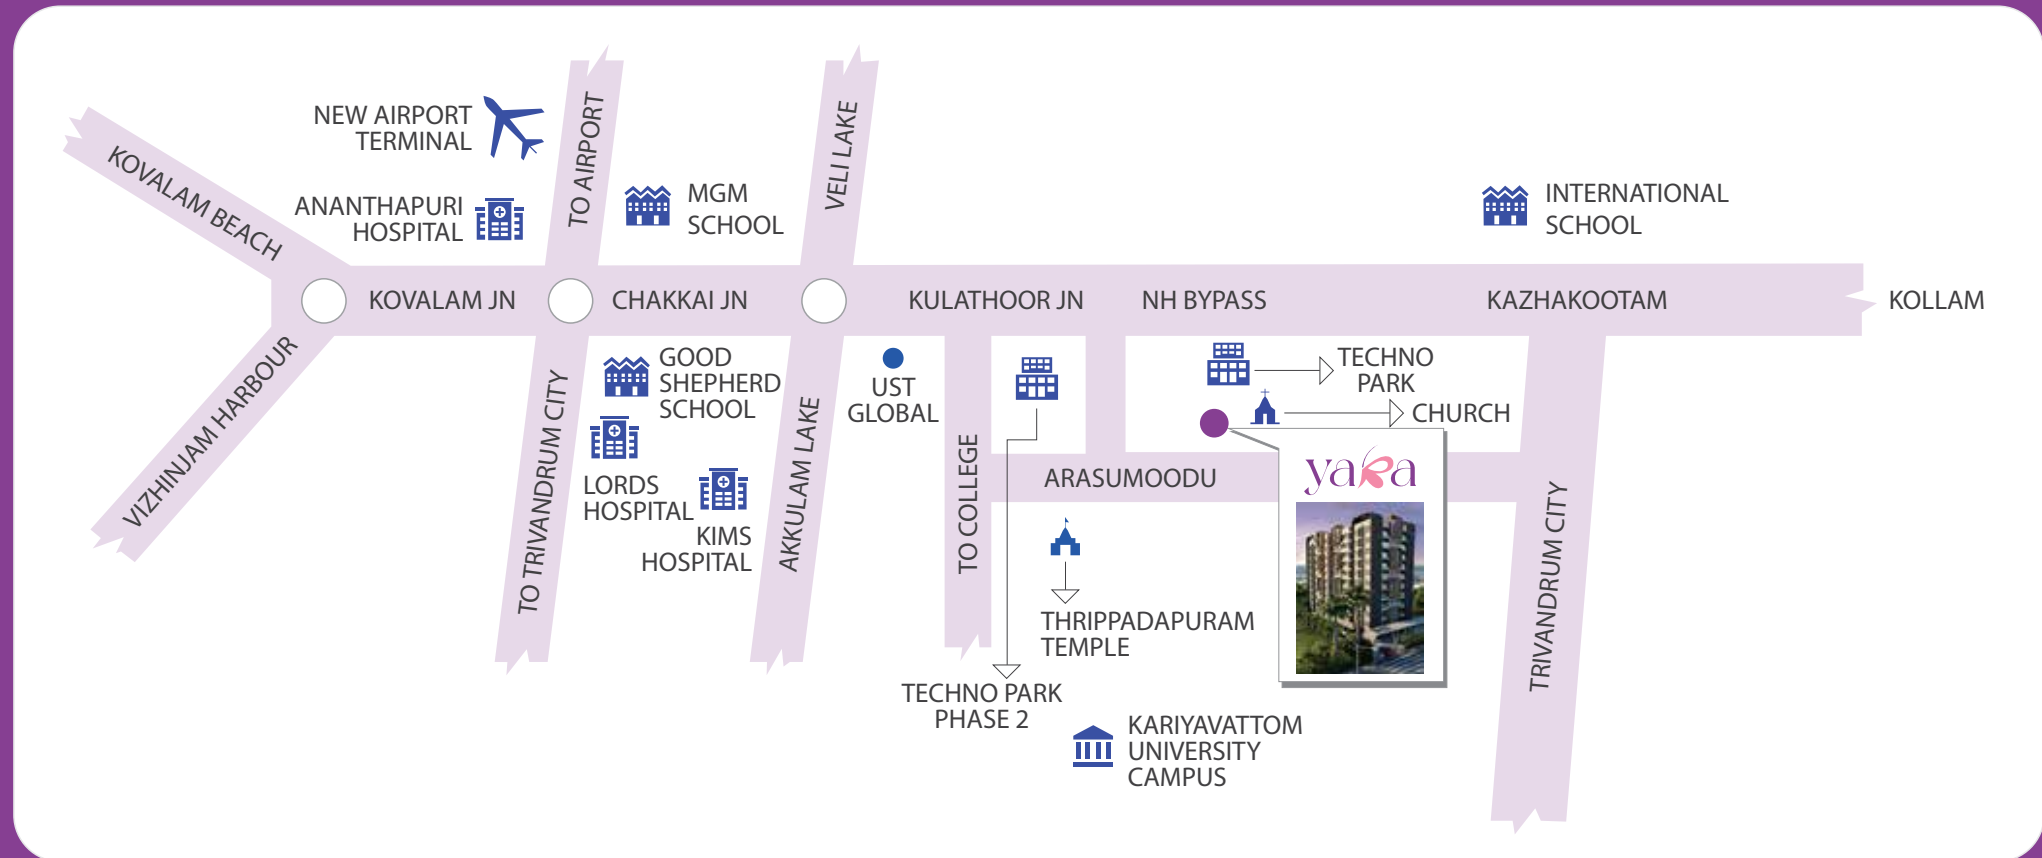 NEW AIRPORT
TERMINAL
TO AIRPORT
VELI LAKE
KOVALAM BEACH
ANANTHAPURI
HOSPITAL
MGM
SCHOOL
INTERNATIONAL
SCHOOL
KOVALAM JN
CHAKKAI JN
KULATHOOR JN
NH BYPASS
KAZHAKOOTAM
KOLLAM
VIZHINJAM HARBOUR
TO TRIVANDRUM CITY
GOOD
SHEPHERD
SCHOOL
LORDS
HOSPITAL
KIMS
HOSPITAL
AKKULAM LAKE
UST
GLOBAL
TO COLLEGE
TECHNO
PARK
CHURCH
ARASUMOODU
yara
TRIVANDRUM CITY
THRIPPADAPURAM
TEMPLE
TECHNO PARK
PHASE 2
KARIYAVATTOM
UNIVERSITY
CAMPUS